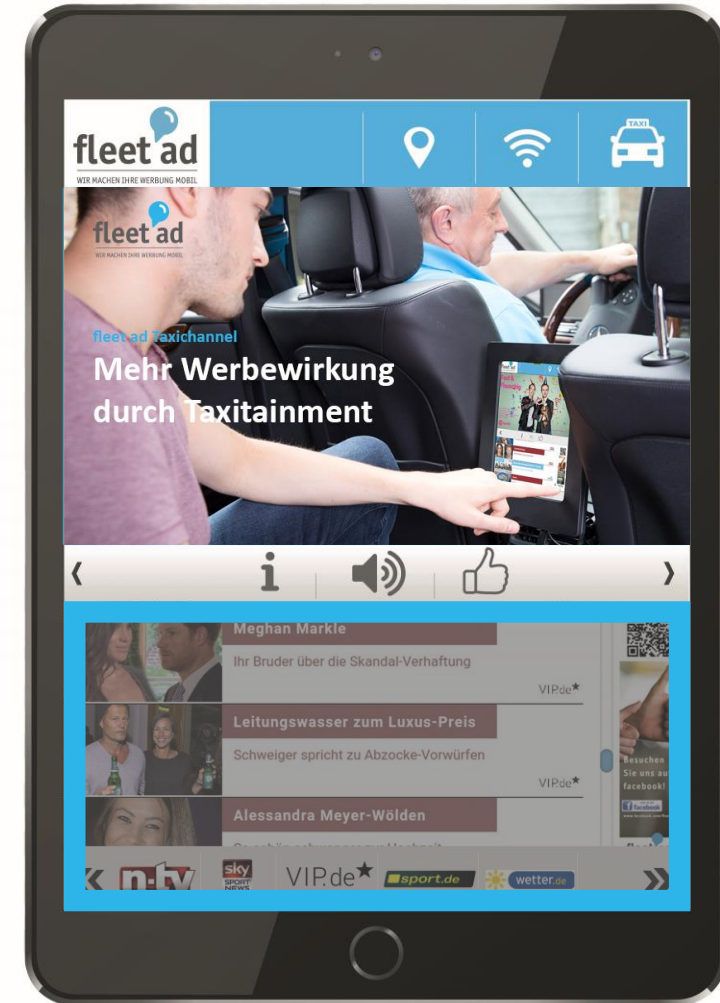 TAXI
fleet ad
WIR MACHEN IHRE WERBUNG MOBIL
fleet ad
WIR MACHEN IHRE WERBUNG MOBIL
fleet ad Taxichannel
Mehr Werbewirkung
durch Taxitainment
Meghan Markle
Ihr Bruder über die Skandal-Verhaftung
VIP.de
Leitungswasser zum Luxus-Preis
Schweiger spricht zu Abzocke-Vorwürfen
VIP.de
Alessandra Meyer-Wölden
Besuchen
Sie uns au
facebook!
facebook
n-tv
sky
SPORT
NEWS
VIP.de
sport.de
wetter.de